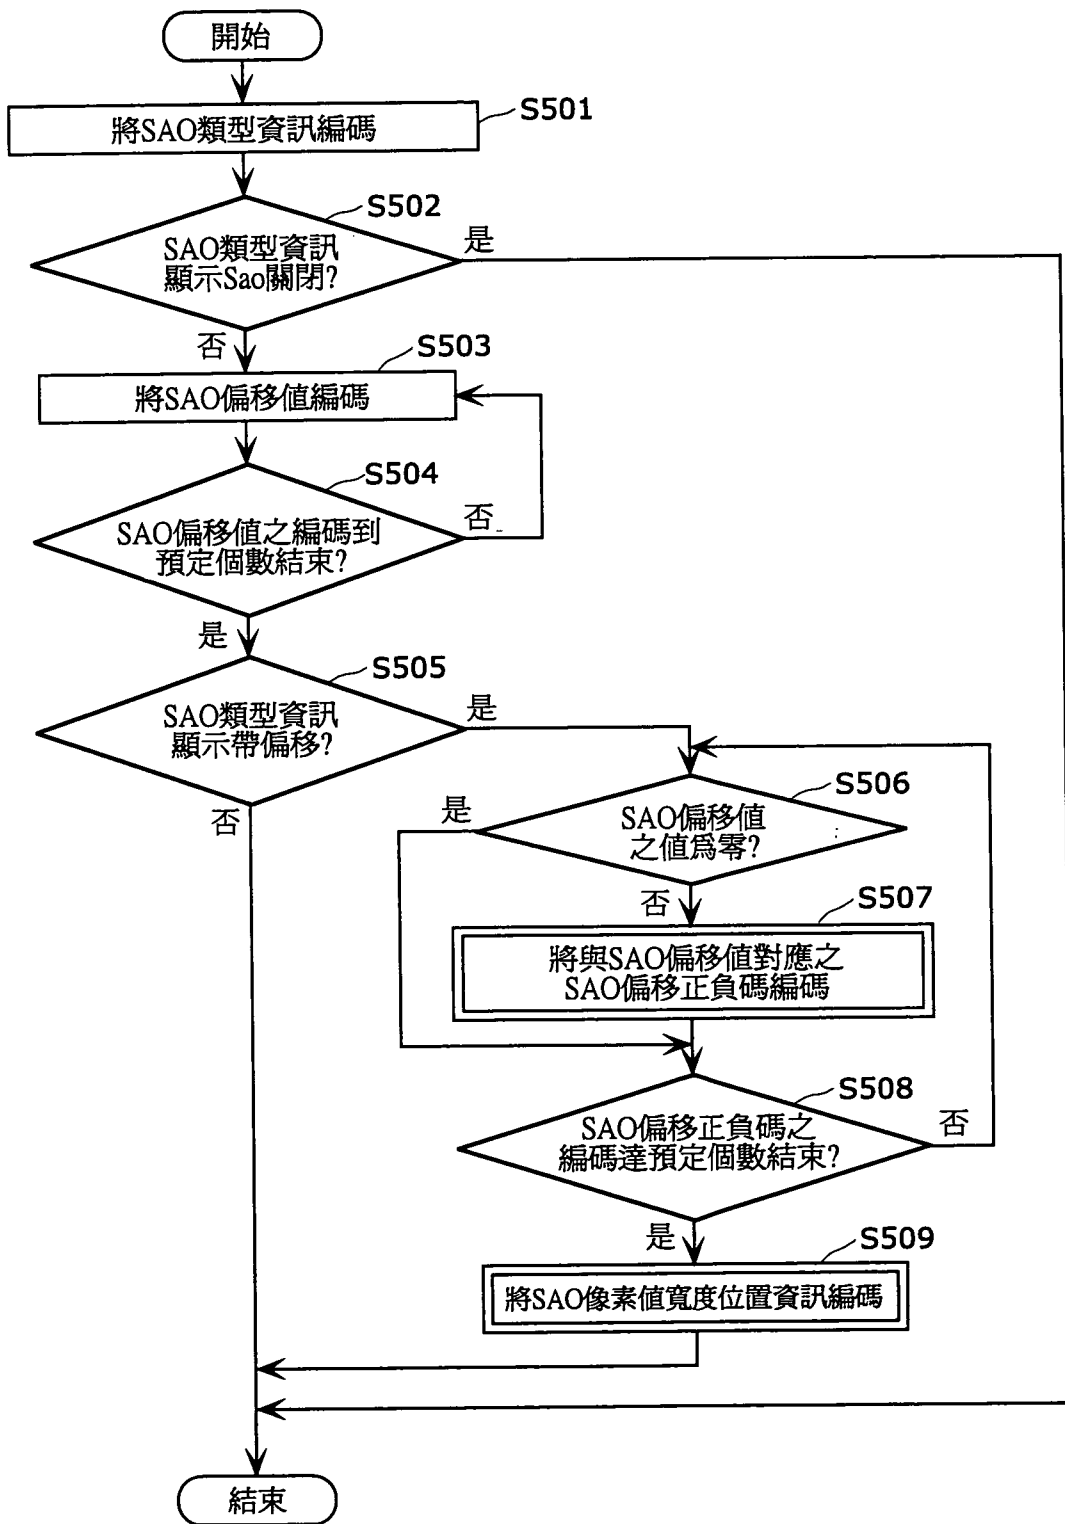 開始
將SAO類型資訊編碼
S501
SAO類型資訊
顯示Sao關閉?
S502
是
否
將SAO偏移值編碼
S503
SAO偏移值之編碼到
預定個數結束?
S504
否
是
SAO類型資訊
顯示帶偏移?
S505
是
否
SAO偏移值
之值爲零?
S506
是
否
將與SAO偏移值對應之
SAO偏移正負碼編碼
S507
SAO偏移正負碼之
編碼達預定個數結束?
S508
否
是
將SAO像素值寬度位置資訊編碼
S509
結束